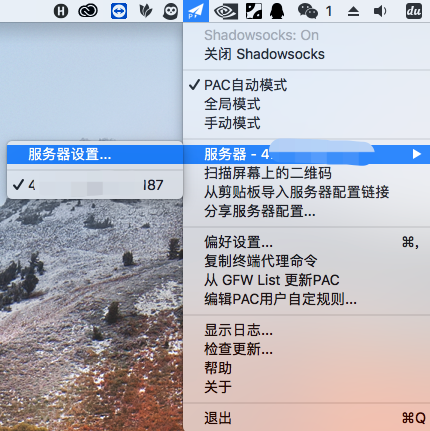 1
du
Shadowsocks: On
关闭 Shadowsocks
PAC自动模式
全局模式
手动模式
服务器 - 4
服务器设置...
4 187
扫描屏幕上的二维码
从剪贴板导入服务器配置链接
分享服务器配置...
偏好设置... ⌘,
复制终端代理命令
从 GFW List 更新PAC
编辑PAC用户自定规则...
显示日志...
检查更新...
帮助
关于
退出 ⌘Q